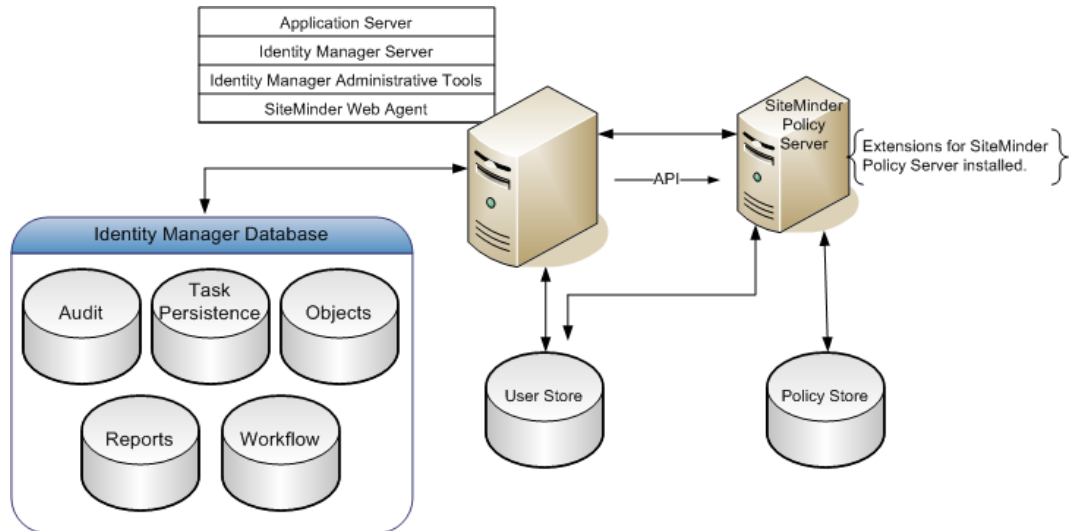 Application Server
Identity Manager Server
Identity Manager Administrative Tools
SiteMinder Web Agent
SiteMinder
Policy
Server
Extensions for SiteMinder
Policy Server installed.
API
Identity Manager Database
Audit
Task
Persistence
Objects
Reports
Workflow
User Store
Policy Store